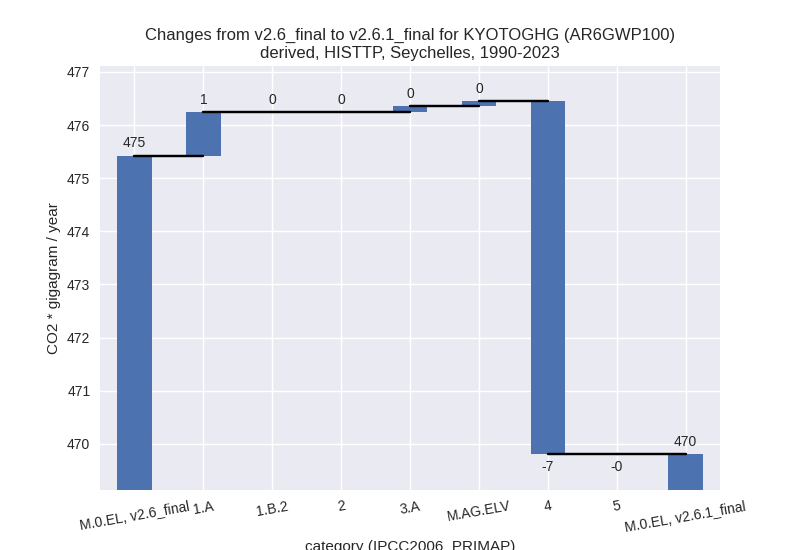 Changes from v2.6_final to v2.6.1_final for KYOTOGHG (AR6GWP100)
derived, HISTTP, Seychelles, 1990-2023
477
476
475
474
473
472
471
470
CO2 * gigagram / year
475
1
0
0
0
0
-7
-0
470
M.0.EL, v2.6_final
1.A
1.B.2
2
3.A
M.AG.ELV
4
5
M.0.EL, v2.6.1_final
category (IPCC2006_PRIMAP)